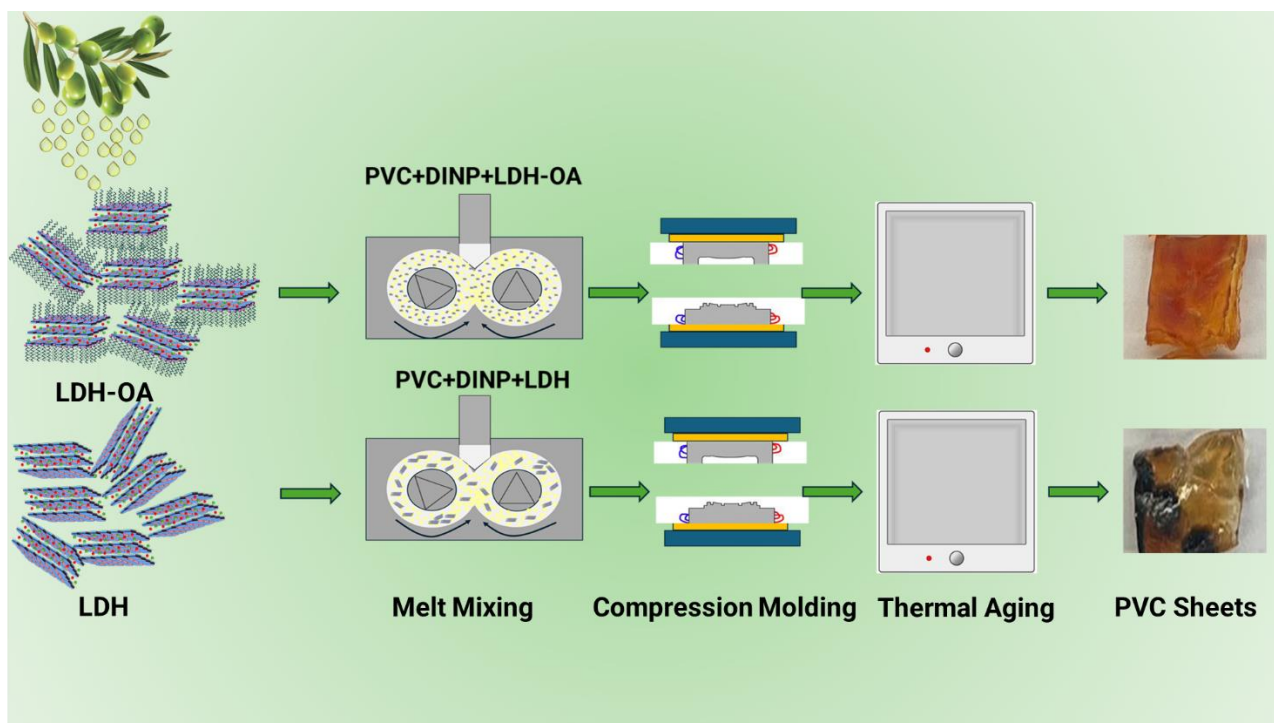 PVC+DINP+LDH-OA
LDH-OA
PVC+DINP+LDH
LDH
Melt Mixing
Compression Molding
Thermal Aging
PVC Sheets